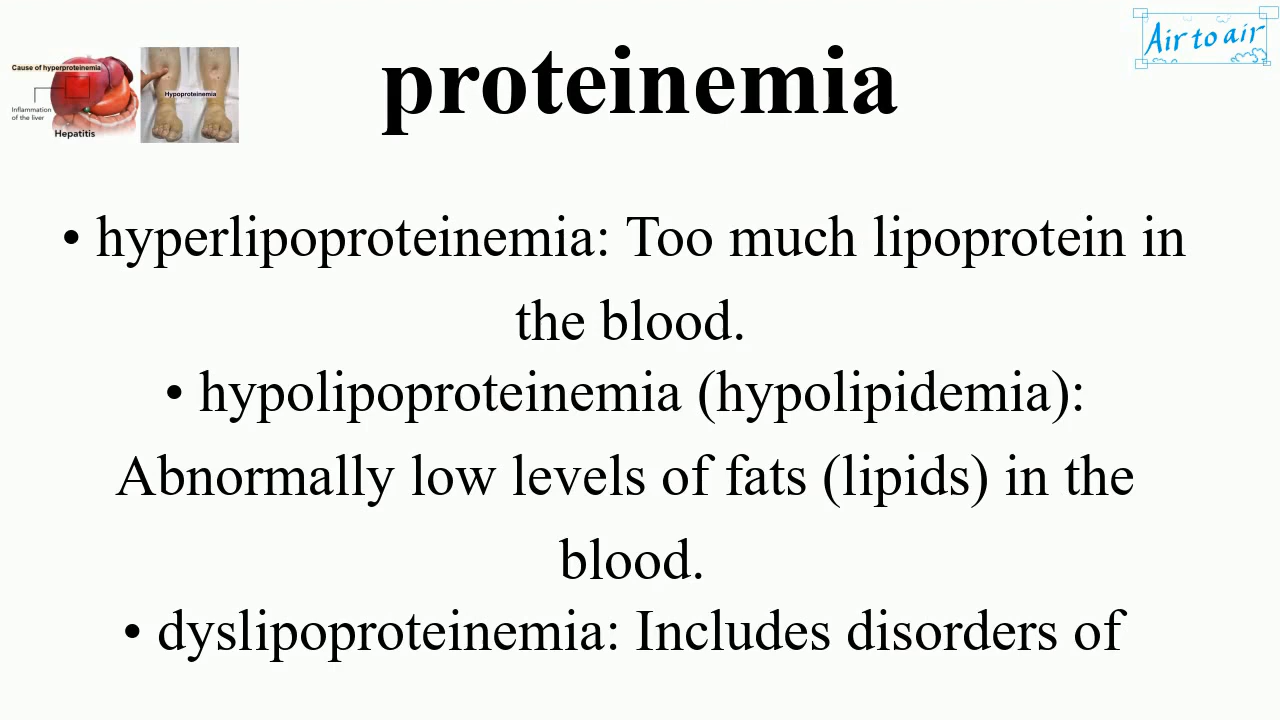 Air to air
proteinemia
Cause of hyperproteinemia
Inflammation
of the liver
Hepatitis
Hypoproteinemia
• hyperlipoproteinemia: Too much lipoprotein in
the blood.
• hypolipoproteinemia (hypolipidemia):
Abnormally low levels of fats (lipids) in the
blood.
• dyslipoproteinemia: Includes disorders of